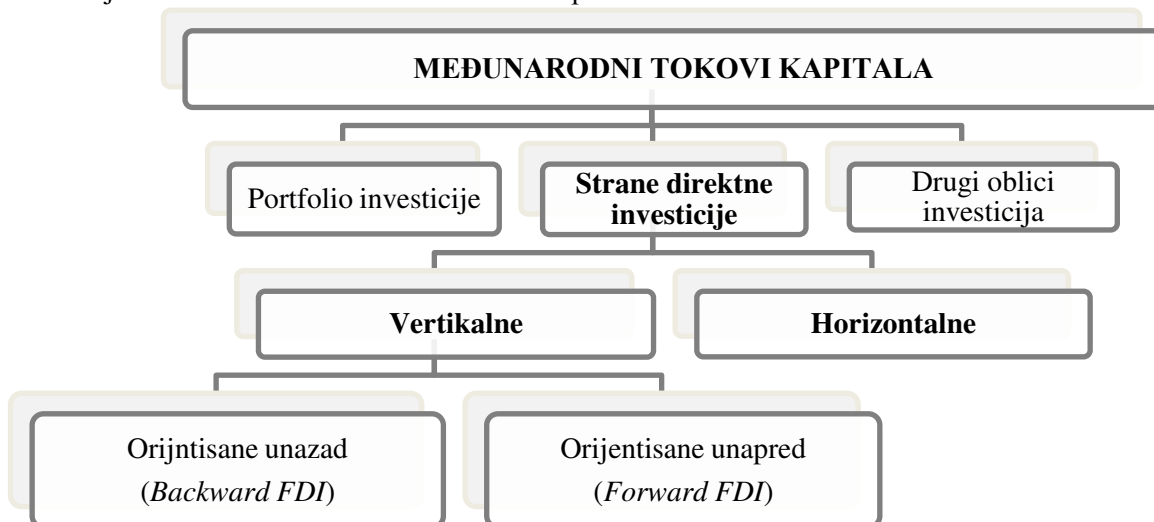 MEĐUNARODNI TOKOVI KAPITALA
Portfolio investicije
Strane direktne
investicije
Drugi oblici
investicija
Vertikalne
Horizontalne
Orijntisane unazad
(Backward FDI)
Orijentisane unapred
(Forward FDI)